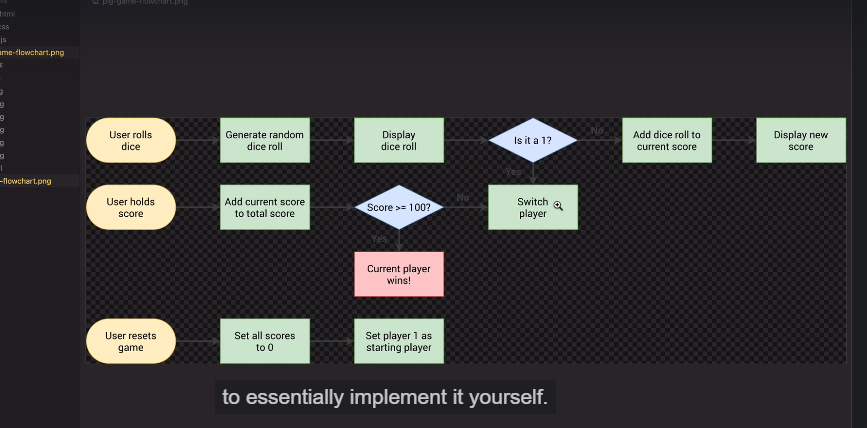 pig-game-flowchart.png
html
css
js
ame-flowchart.png
-flowchart.png
User rolls
dice
Generate random
dice roll
Display
dice roll
Is it a 1?
No
Add dice roll to
current score
Display new
score
Yes
User holds
score
Add current score
to total score
Score >= 100?
No
Switch
player
Yes
Current player
wins!
User resets
game
Set all scores
to 0
Set player 1 as
starting player
to essentially implement it yourself.